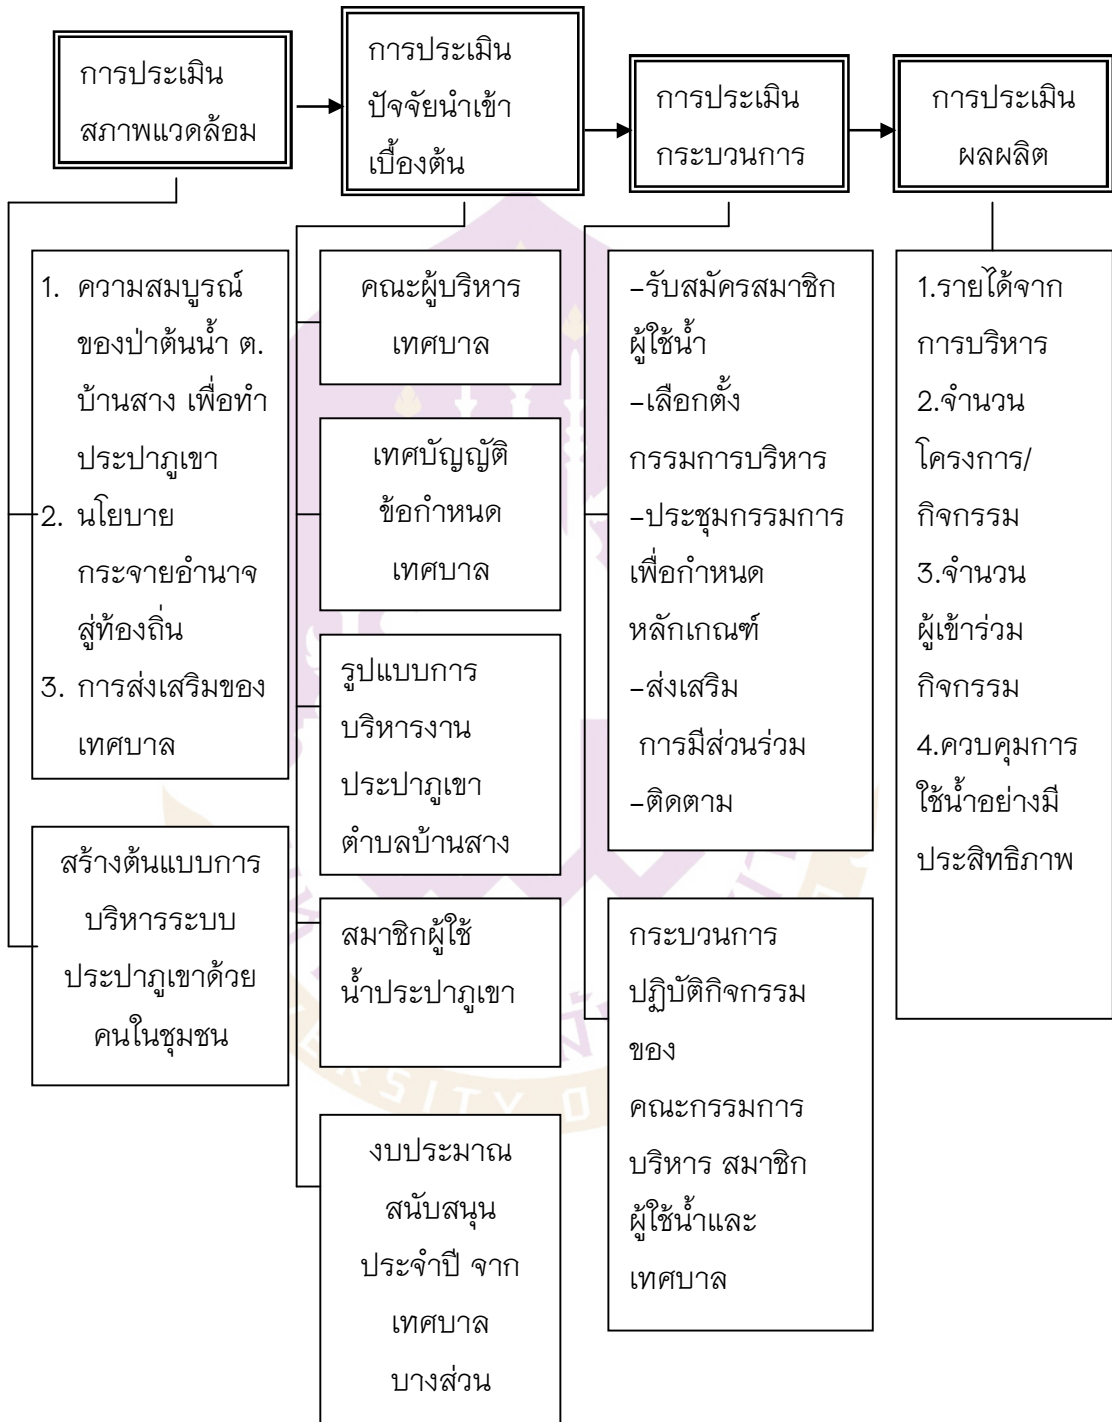 การประเมิน
สภาพแวดล้อม
การประเมิน
ปัจจัยนำเข้า
เบื้องต้น
การประเมิน
กระบวนการ
การประเมิน
ผลผลิต
1. ความสมบูรณ์
ของป่าต้นน้ำ ต.
บ้านสาง เพื่อทำ
ประปาภูเขา
2. นโยบาย
กระจายอำนาจ
สู่ท้องถิ่น
3. การส่งเสริมของ
เทศบาล
สร้างต้นแบบการ
บริหารระบบ
ประปาภูเขาด้วย
คนในชุมชน
คณะผู้บริหาร
เทศบาล
เทศบัญญัติ
ข้อกำหนด
เทศบาล
รูปแบบการ
บริหารงาน
ประปาภูเขา
ตำบลบ้านสาง
สมาชิกผู้ใช้
น้ำประปาภูเขา
งบประมาณ
สนับสนุน
ประจำปี จาก
เทศบาล
บางส่วน
-รับสมัครสมาชิก
ผู้ใช้น้ำ
-เลือกตั้ง
กรรมการบริหาร
-ประชุมกรรมการ
เพื่อกำหนด
หลักเกณฑ์
-ส่งเสริม
การมีส่วนร่วม
-ติดตาม
กระบวนการ
ปฏิบัติกิจกรรม
ของ
คณะกรรมการ
บริหาร สมาชิก
ผู้ใช้น้ำและ
เทศบาล
1.รายได้จาก
การบริหาร
2.จำนวน
โครงการ/
กิจกรรม
3.จำนวน
ผู้เข้าร่วม
กิจกรรม
4.ควบคุมการ
ใช้น้ำอย่างมี
ประสิทธิภาพ